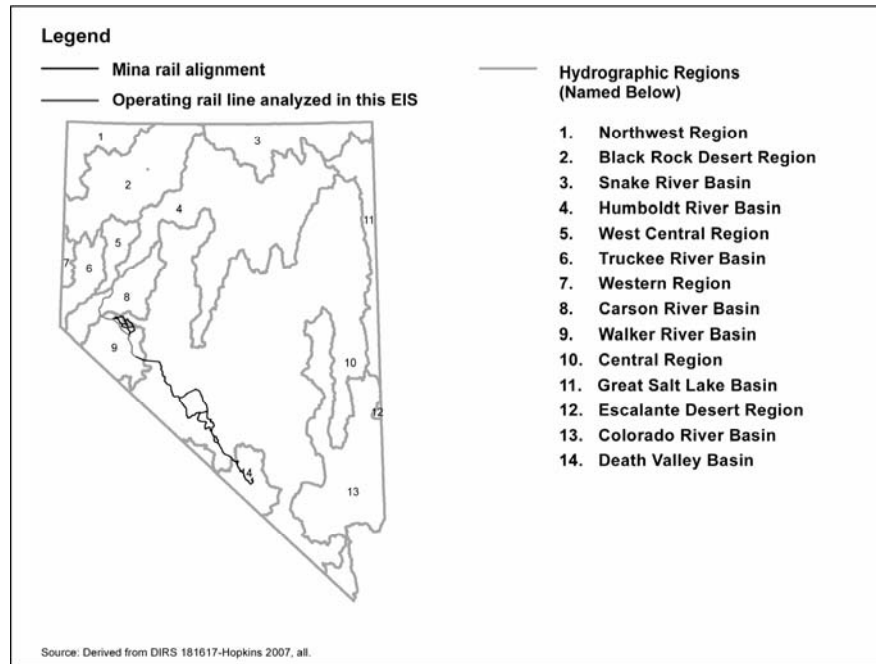 Legend
Mina rail alignment
Operating rail line analyzed in this EIS
Hydrographic Regions
(Named Below)
1. Northwest Region
2. Black Rock Desert Region
3. Snake River Basin
4. Humboldt River Basin
5. West Central Region
6. Truckee River Basin
7. Western Region
8. Carson River Basin
9. Walker River Basin
10. Central Region
11. Great Salt Lake Basin
12. Escalante Desert Region
13. Colorado River Basin
14. Death Valley Basin
1
3
2
4
11
5
7
6
8
9
10
12
14
13
Source: Derived from DIRS 181617-Hopkins 2007, all.